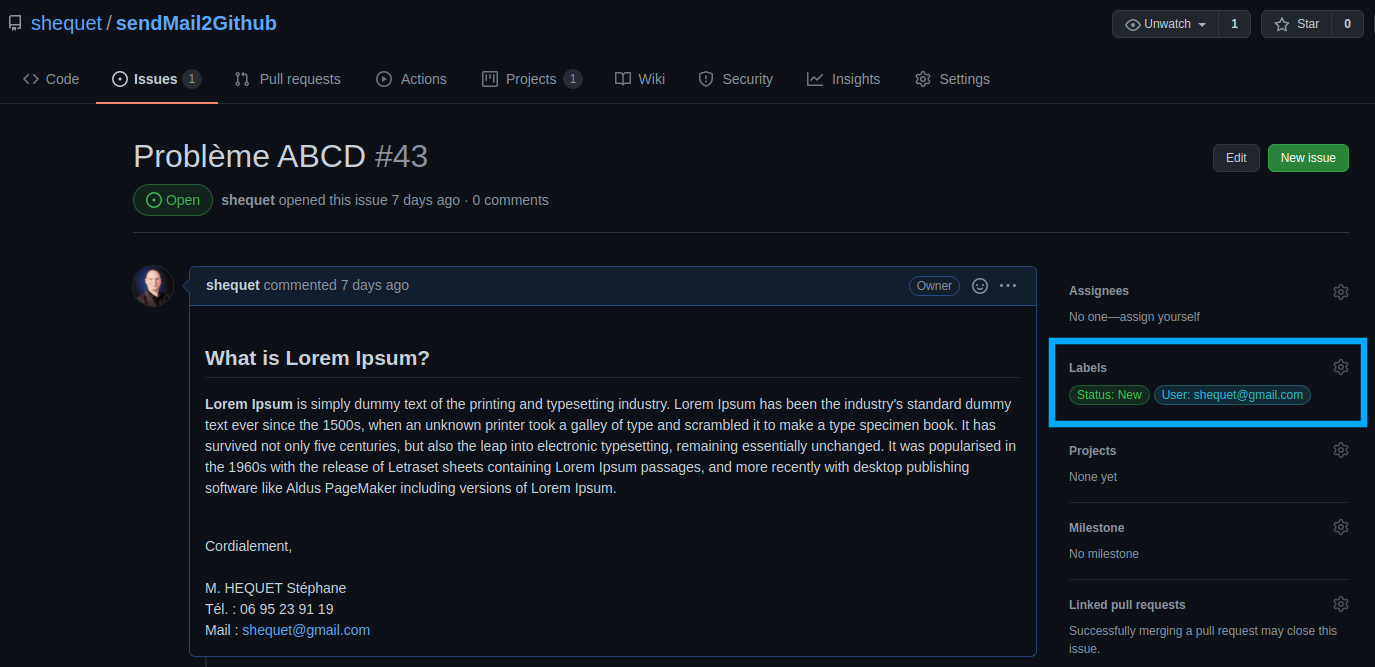 shequet / sendMail2Github
Unwatch 1
Star 0
Code
Issues 1
Pull requests
Actions
Projects 1
Wiki
Security
Insights
Settings
Problème ABCD #43
Edit
New issue
Open
shequet opened this issue 7 days ago · 0 comments
shequet commented 7 days ago
Owner
What is Lorem Ipsum?
Lorem Ipsum is simply dummy text of the printing and typesetting industry. Lorem Ipsum has been the industry's standard dummy
text ever since the 1500s, when an unknown printer took a galley of type and scrambled it to make a type specimen book. It has
survived not only five centuries, but also the leap into electronic typesetting, remaining essentially unchanged. It was popularised in
the 1960s with the release of Letraset sheets containing Lorem Ipsum passages, and more recently with desktop publishing
software like Aldus PageMaker including versions of Lorem Ipsum.
Cordialement,
M. HEQUET Stéphane
Tél. : 06 95 23 91 19
Mail : shequet@gmail.com
Assignees
No one—assign yourself
Labels
Status: New
User: shequet@gmail.com
Projects
None yet
Milestone
No milestone
Linked pull requests
Successfully merging a pull request may close this
issue.